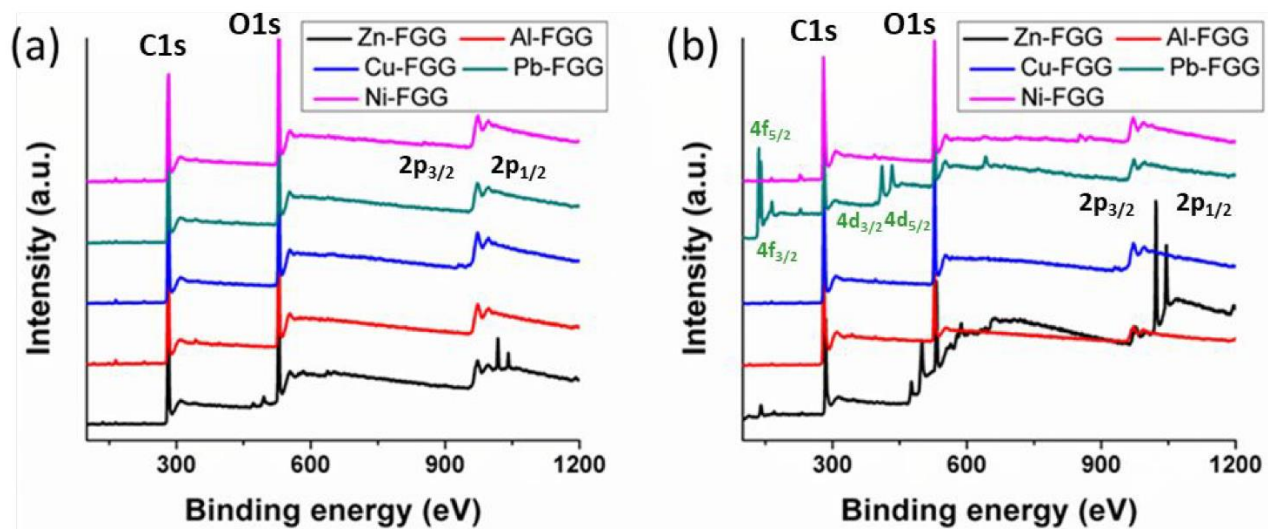 (a)
C1s
O1s
Zn-FGG
Al-FGG
Cu-FGG
Pb-FGG
Ni-FGG
2p3/2
2p1/2
Intensity (a.u.)
300
600
900
1200
Binding energy (eV)
(b)
C1s
O1s
Zn-FGG
Al-FGG
Cu-FGG
Pb-FGG
Ni-FGG
4f5/2
4f3/2
4d3/2
4d5/2
2p3/2
2p1/2
Intensity (a.u.)
300
600
900
1200
Binding energy (eV)